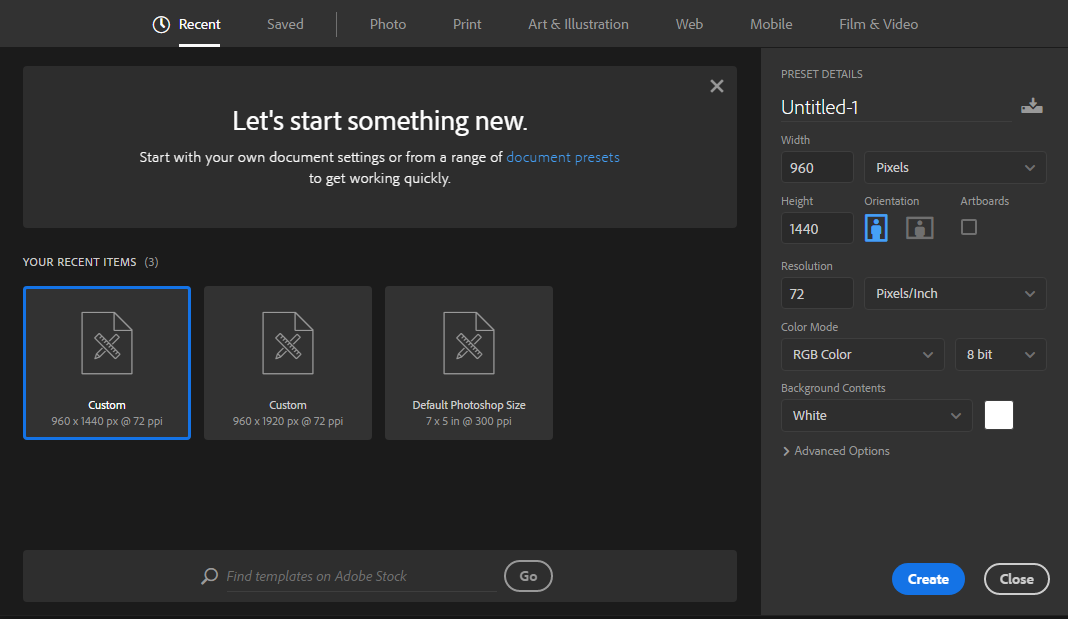 Recent Saved Photo Print Art & Illustration Web Mobile Film & Video
Let's start something new.
Start with your own document settings or from a range of document presets
to get working quickly.
YOUR RECENT ITEMS (3)
Custom
960 x 1440 px @ 72 ppi
Custom
960 x 1920 px @ 72 ppi
Default Photoshop Size
7 x 5 in @ 300 ppi
Find templates on Adobe Stock Go
PRESET DETAILS
Untitled-1
Width
960 Pixels
Height Orientation Artboards
1440
Resolution
72 Pixels/Inch
Color Mode
RGB Color 8 bit
Background Contents
White
Advanced Options
Create Close